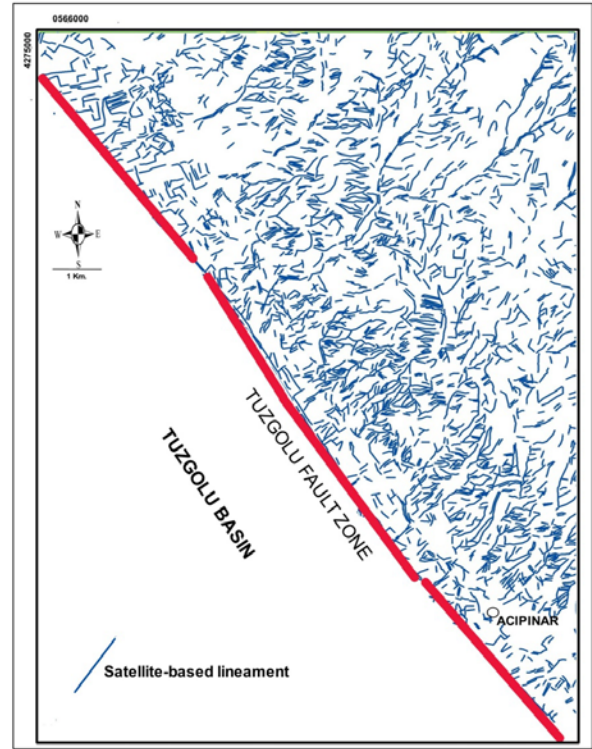 0566000
4275000
N
W E
S
1 Km.
TUZGOLU FAULT ZONE
TUZGOLU BASIN
ACIPINAR
Satellite-based lineament